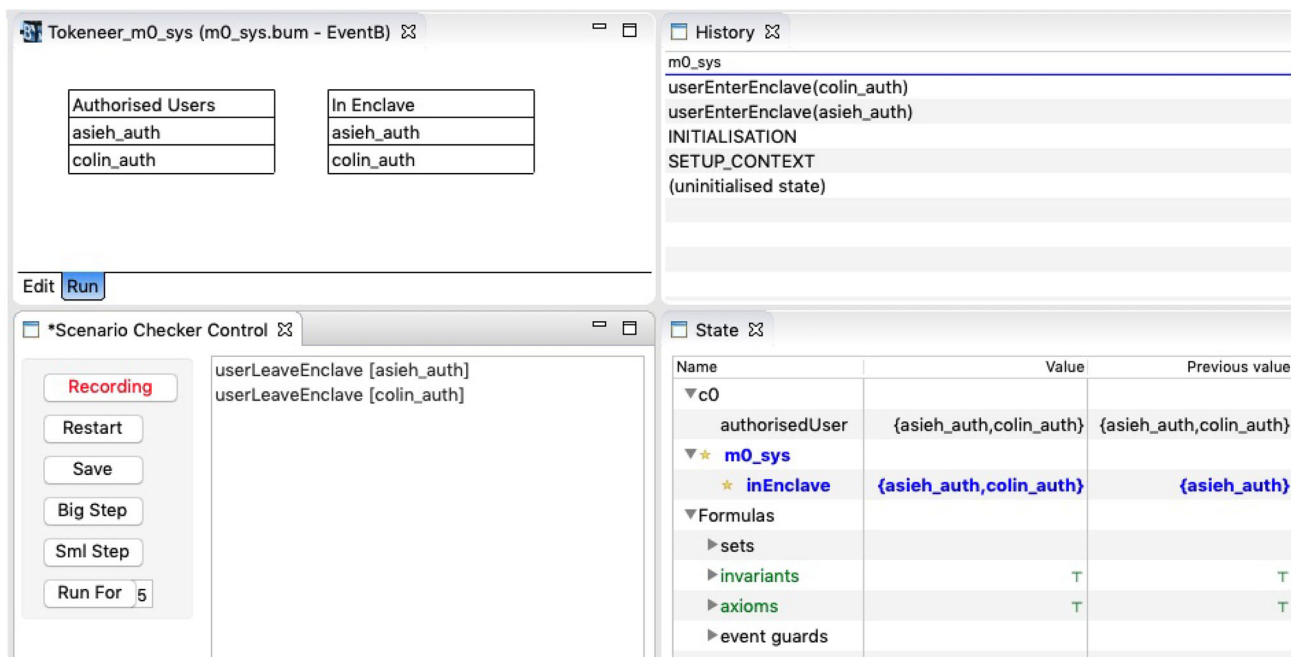 Tokeneer_m0_sys (m0_sys.bum - EventB)
Authorised Users
asieh_auth
colin_auth
In Enclave
asieh_auth
colin_auth
Edit Run
History
m0_sys
userEnterEnclave(colin_auth)
userEnterEnclave(asieh_auth)
INITIALISATION
SETUP_CONTEXT
(uninitialised state)
*Scenario Checker Control
Recording
Restart
Save
Big Step
Sml Step
Run For 5
userLeaveEnclave [asieh_auth]
userLeaveEnclave [colin_auth]
State
Name Value Previous value
c0
authorisedUser {asieh_auth,colin_auth} {asieh_auth,colin_auth}
m0_sys
inEnclave {asieh_auth,colin_auth} {asieh_auth}
Formulas
sets
invariants ⊤ ⊤
axioms ⊤ ⊤
event guards